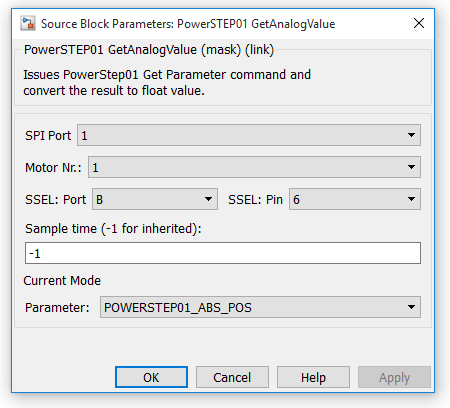 Source Block Parameters: PowerSTEP01 GetAnalogValue
PowerSTEP01 GetAnalogValue (mask) (link)
Issues PowerStep01 Get Parameter command and
convert the result to float value.
SPI Port 1
Motor Nr.: 1
SSEL: Port B SSEL: Pin 6
Sample time (-1 for inherited):
-1
Current Mode
Parameter: POWERSTEP01_ABS_POS
OK Cancel Help Apply